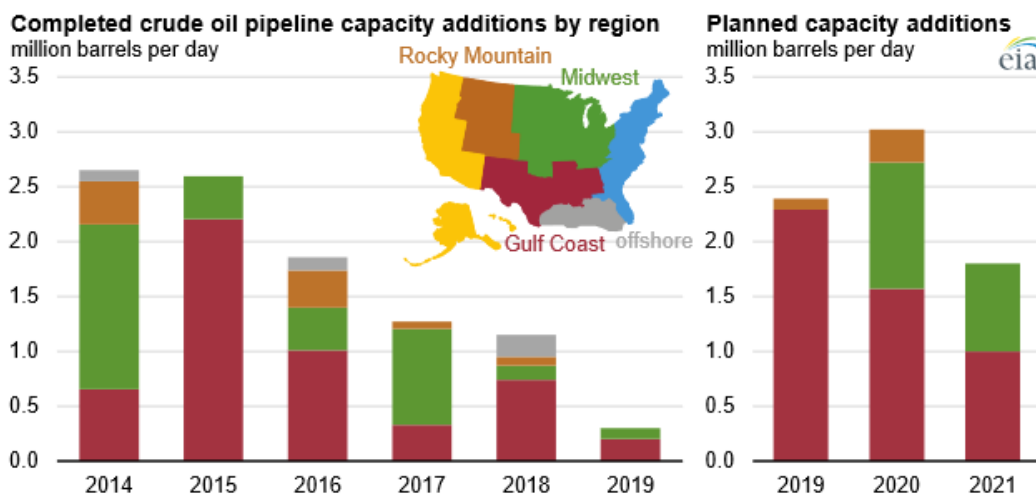 Completed crude oil pipeline capacity additions by region
million barrels per day
3.5
3.0
2.5
2.0
1.5
1.0
0.5
0.0
Rocky Mountain
Midwest
Gulf Coast
offshore
2014 2015 2016 2017 2018 2019
Planned capacity additions
million barrels per day
eia
3.5
3.0
2.5
2.0
1.5
1.0
0.5
0.0
2019 2020 2021